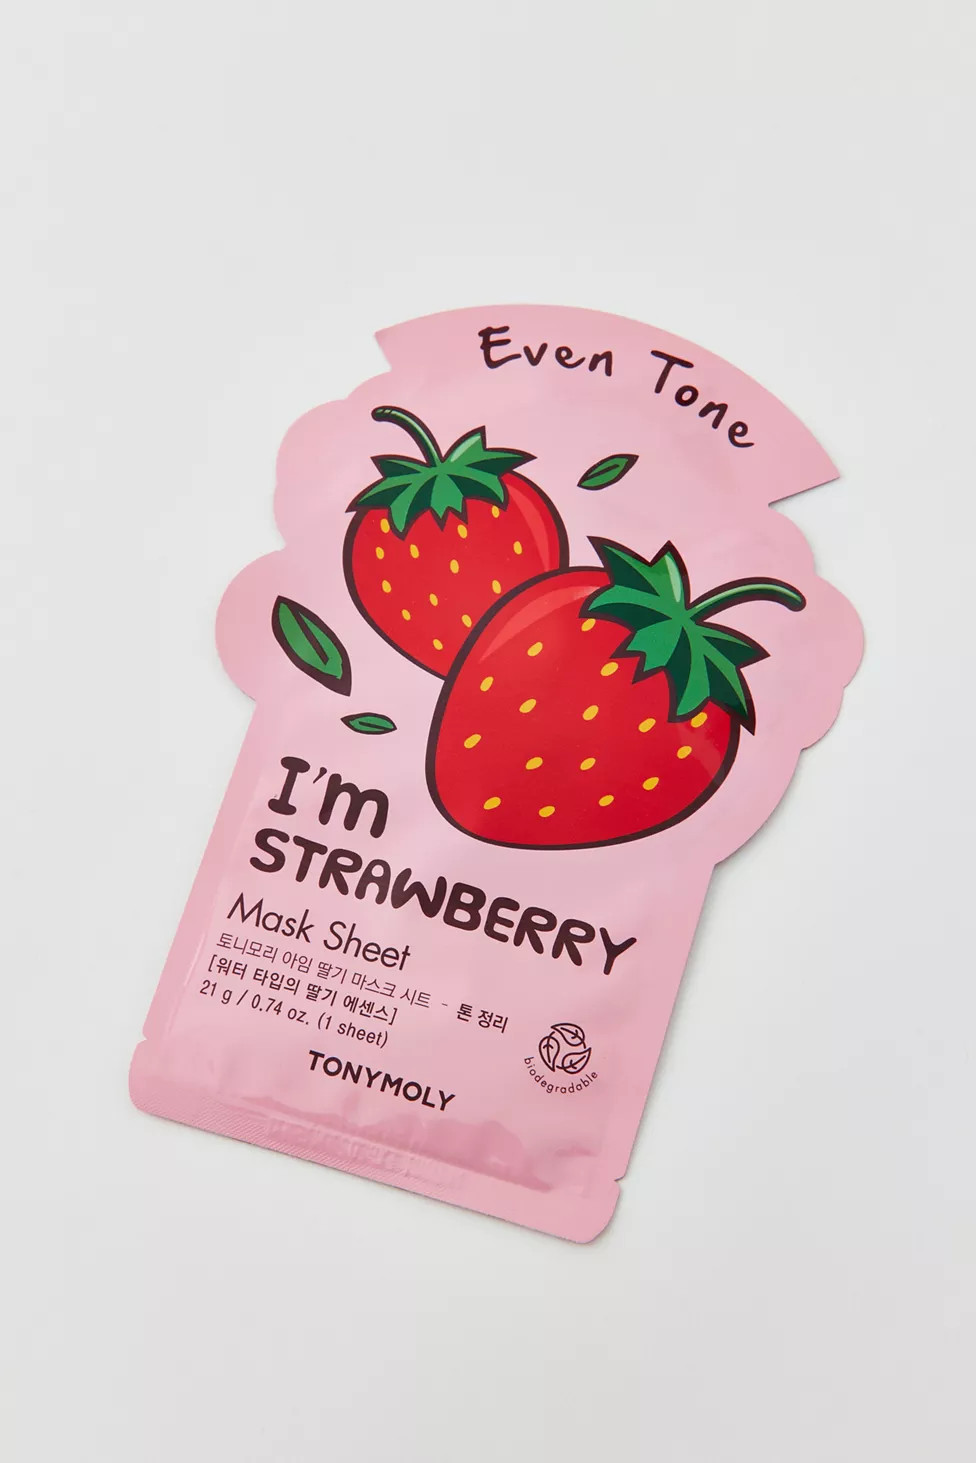 Even Tone
I'm
STRAWBERRY
Mask Sheet
토니모리 아임 딸기 마스크 시트 - 톤 정리
[워터 타입의 딸기 에센스]
21 g / 0.74 oz. (1 sheet)
biodegradable
TONYMOLY